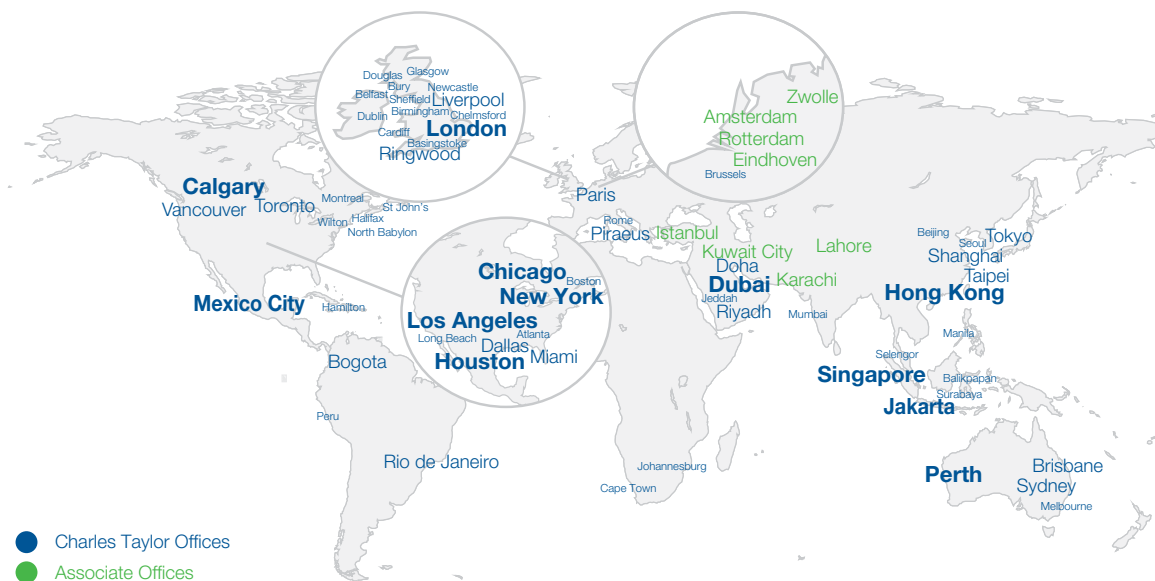 Douglas
Glasgow
Bury
Newcastle
Belfast
Sheffield
Liverpool
Dublin
Birmingham
Chelmsford
Cardiff
London
Basingstoke
Ringwood
Zwolle
Amsterdam
Rotterdam
Eindhoven
Brussels
Calgary
Vancouver
Toronto
Montreal
St John's
Wilton
Halifax
North Babylon
Paris
Rome
Piraeus
Istanbul
Kuwait City
Lahore
Doha
Dubai
Karachi
Jeddah
Riyadh
Mumbai
Beijing
Seoul
Tokyo
Shanghai
Taipei
Hong Kong
Chicago
Boston
New York
Los Angeles
Long Beach
Atlanta
Dallas
Miami
Houston
Mexico City
Hamilton
Bogota
Peru
Rio de Janeiro
Manila
Selengor
Singapore
Balikpapan
Surabaya
Jakarta
Johannesburg
Cape Town
Perth
Brisbane
Sydney
Melbourne
Charles Taylor Offices
Associate Offices